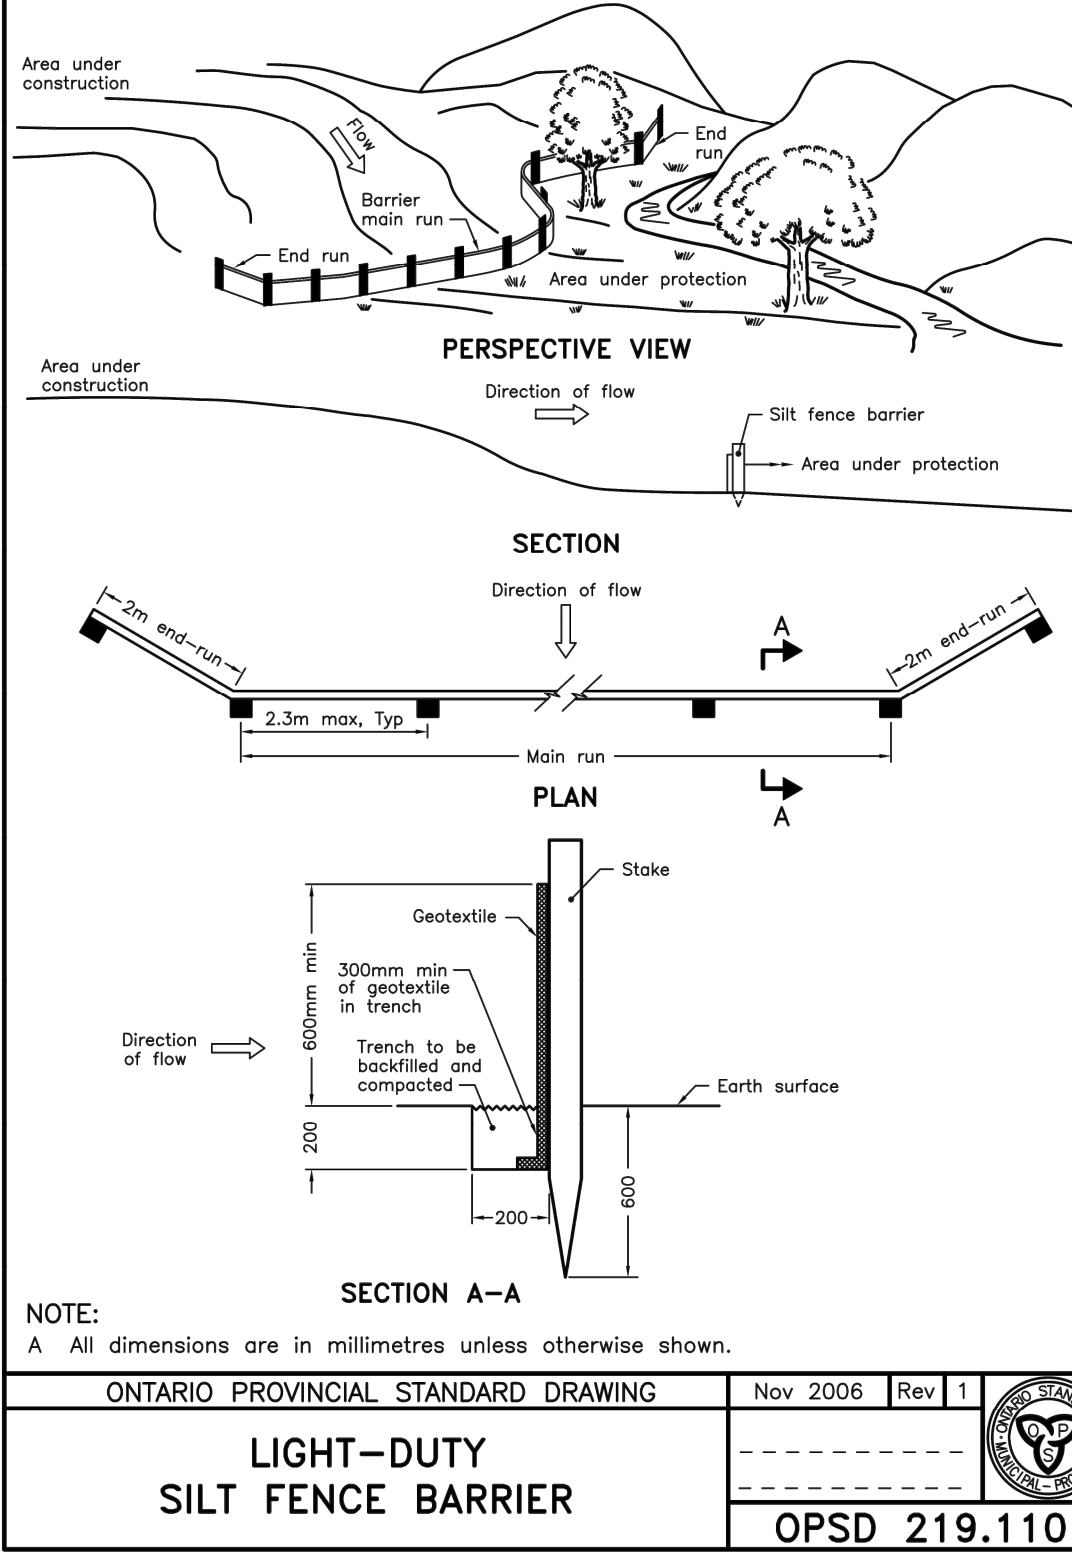 Area under
construction
Flow
End
run
Barrier
main run
End run
Area under protection
PERSPECTIVE VIEW
Area under
construction
Direction of flow
Silt fence barrier
Area under protection
SECTION
Direction of flow
2m end-run
A
2m end-run
2.3m max, Typ
Main run
PLAN
A
Stake
Geotextile
600mm min
300mm min
of geotextile
in trench
Direction
of flow
Trench to be
backfilled and
compacted
Earth surface
200
600
200
SECTION A-A
NOTE:
A All dimensions are in millimetres unless otherwise shown.
ONTARIO PROVINCIAL STANDARD DRAWING
Nov 2006
Rev
1
LIGHT-DUTY
SILT FENCE BARRIER
ONTARIO
MUNICIPAL
O P
S
OPSD 219.110